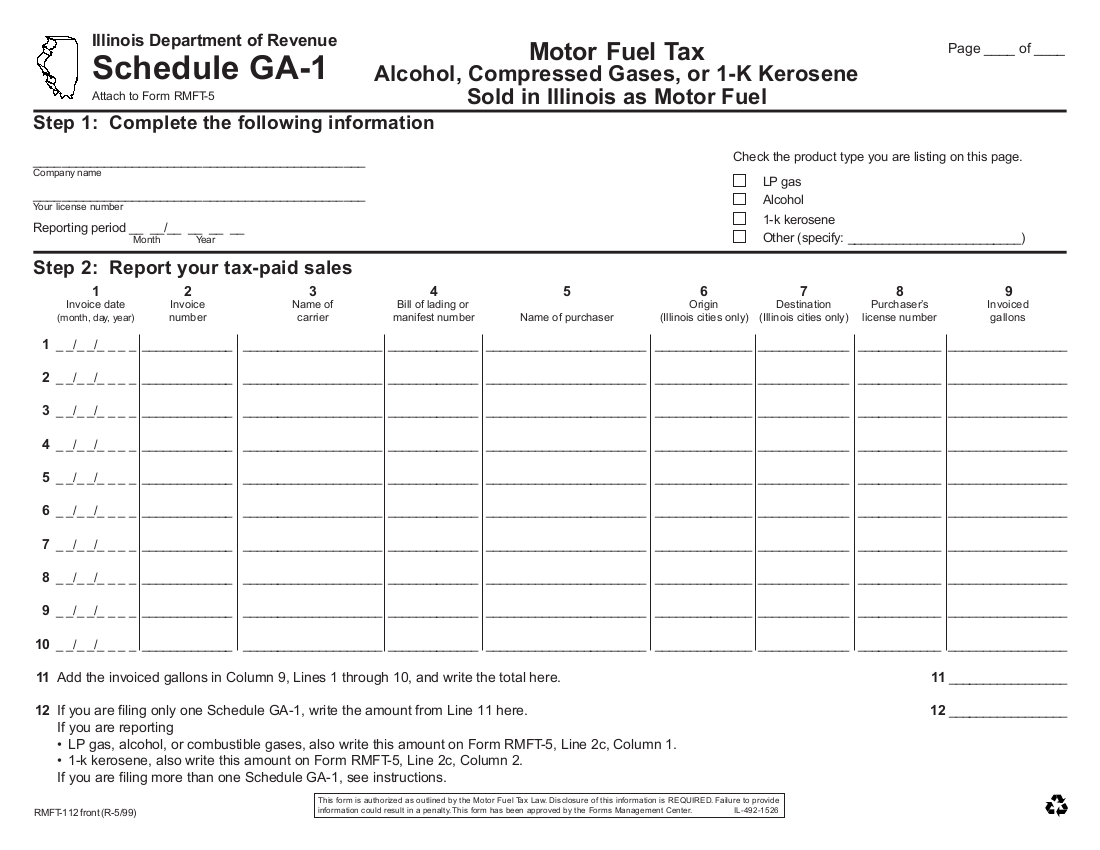 Illinois Department of Revenue
Schedule GA-1
Attach to Form RMFT-5
Motor Fuel Tax
Alcohol, Compressed Gases, or 1-K Kerosene
Sold in Illinois as Motor Fuel
Page ____ of ____
Step 1:  Complete the following information
Company name
Your license number
Reporting period __ __/__ __ __ __
Month Year
Check the product type you are listing on this page.
LP gas
Alcohol
1-k kerosene
Other (specify: _________________________)
Step 2:  Report your tax-paid sales
1 2 3 4 5 6 7 8 9
Invoice date Invoice Name of Bill of lading or Origin Destination Purchaser's Invoiced
(month, day, year) number carrier manifest number Name of purchaser (Illinois cities only) (Illinois cities only) license number gallons
1 _ _/_ _/_ _ _ _
2 _ _/_ _/_ _ _ _
3 _ _/_ _/_ _ _ _
4 _ _/_ _/_ _ _ _
5 _ _/_ _/_ _ _ _
6 _ _/_ _/_ _ _ _
7 _ _/_ _/_ _ _ _
8 _ _/_ _/_ _ _ _
9 _ _/_ _/_ _ _ _
10 _ _/_ _/_ _ _ _
11 Add the invoiced gallons in Column 9, Lines 1 through 10, and write the total here. 11 ________________
12 If you are filing only one Schedule GA-1, write the amount from Line 11 here. 12 ________________
If you are reporting
• LP gas, alcohol, or combustible gases, also write this amount on Form RMFT-5, Line 2c, Column 1.
• 1-k kerosene, also write this amount on Form RMFT-5, Line 2c, Column 2.
If you are filing more than one Schedule GA-1, see instructions.
This form is authorized as outlined by the Motor Fuel Tax Law. Disclosure of this information is REQUIRED. Failure to provide
information could result in a penalty. This form has been approved by the Forms Management Center. IL-492-1526
RMFT-112 front (R-5/99)